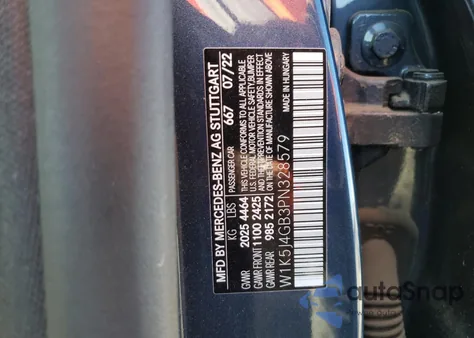 MFD BY MERCEDES-BENZ AG STUTTGART
PASSENGER CAR 667 07/22
KG LBS
GVWR 2025 4464
GAWR FRONT 1100 2425
GAWR REAR 985 2172
THIS VEHICLE CONFORMS TO ALL APPLICABLE
U.S. FEDERAL MOTOR VEHICLE SAFETY, BUMPER
AND THEFT PREVENTION STANDARDS IN EFFECT
ON THE DATE OF MANUFACTURE SHOWN ABOVE
MADE IN HUNGARY
W1K5J4GB3PN328579
autoSnap